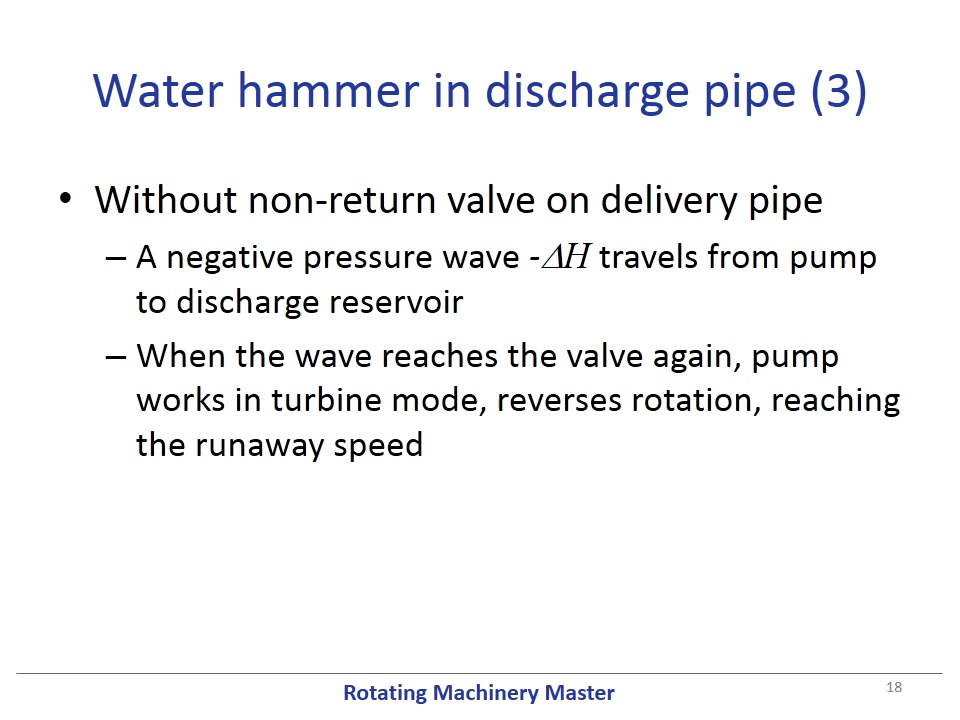 Water hammer in discharge pipe (3)
• Without non-return valve on delivery pipe
– A negative pressure wave -ΔH travels from pump
to discharge reservoir
– When the wave reaches the valve again, pump
works in turbine mode, reverses rotation, reaching
the runaway speed
Rotating Machinery Master
18